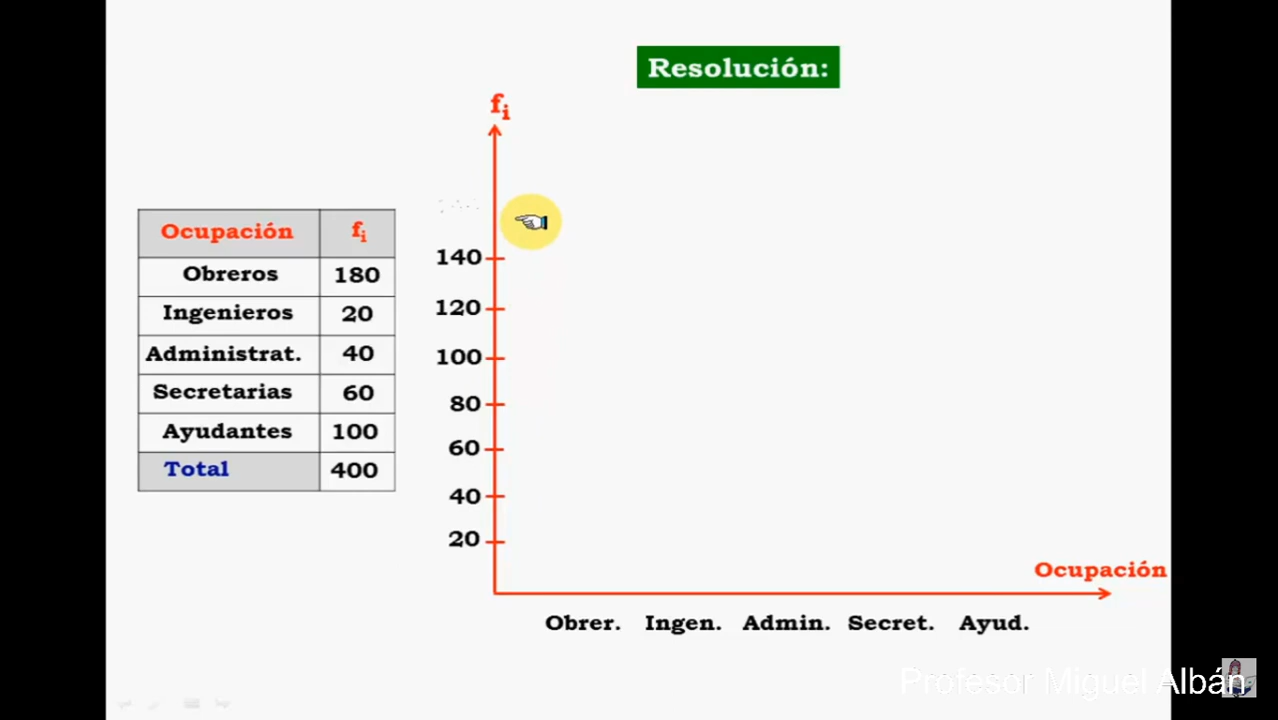 Resolución:
fi
Ocupación fi
Obreros 180
Ingenieros 20
Administrat. 40
Secretarias 60
Ayudantes 100
Total 400
140
120
100
80
60
40
20
Ocupación
Obrer. Ingen. Admin. Secret. Ayud.
Profesor Miguel Albán